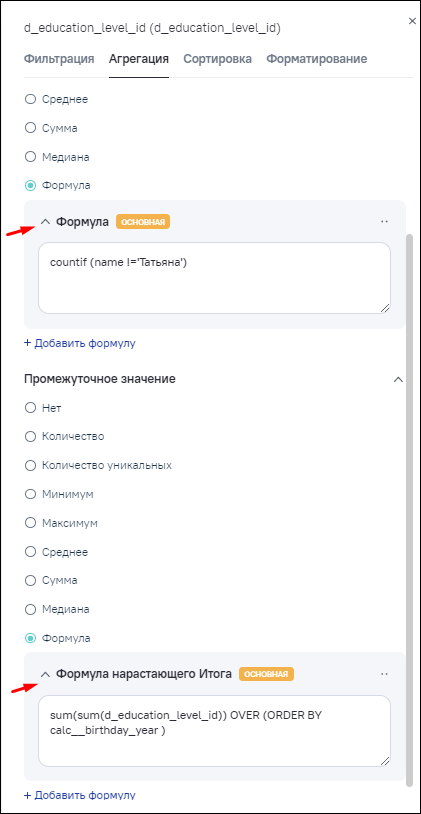 d_education_level_id (d_education_level_id)
Фильтрация Агрегация Сортировка Форматирование
Среднее
Сумма
Медиана
Формула
Формула ОСНОВНАЯ
countif (name !='Татьяна')
+ Добавить формулу
Промежуточное значение
Нет
Количество
Количество уникальных
Минимум
Максимум
Среднее
Сумма
Медиана
Формула
Формула нарастающего Итога ОСНОВНАЯ
sum(sum(d_education_level_id)) OVER (ORDER BY
calc__birthday_year )
+ Добавить формулу